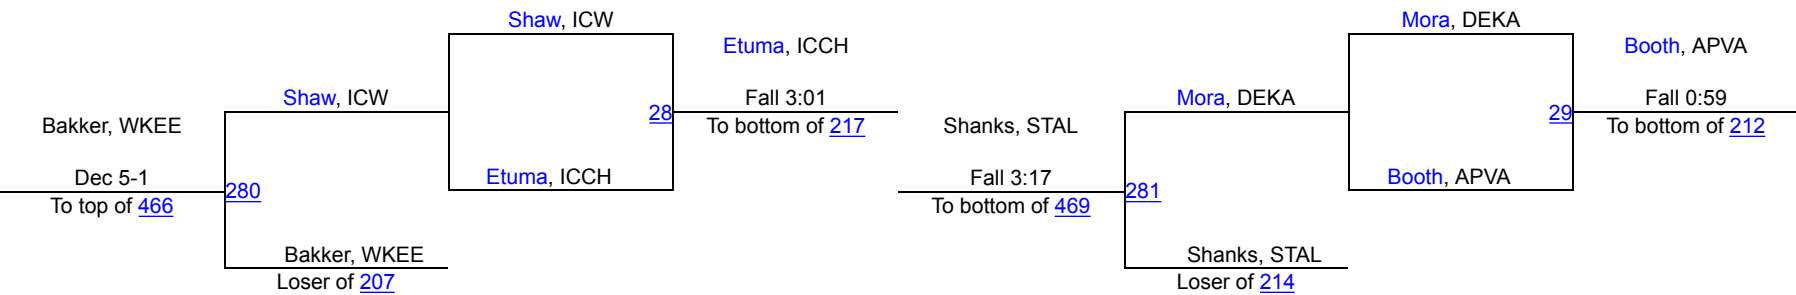 Shaw, ICW
Etuma, ICCH
Shaw, ICW
Fall 3:01
28
To bottom of 217
Bakker, WKEE
Dec 5-1
Etuma, ICCH
280
To top of 466
Bakker, WKEE
Loser of 207
Mora, DEKA
Booth, APVA
Mora, DEKA
Fall 0:59
29
To bottom of 212
Shanks, STAL
Fall 3:17
Booth, APVA
281
To bottom of 469
Shanks, STAL
Loser of 214